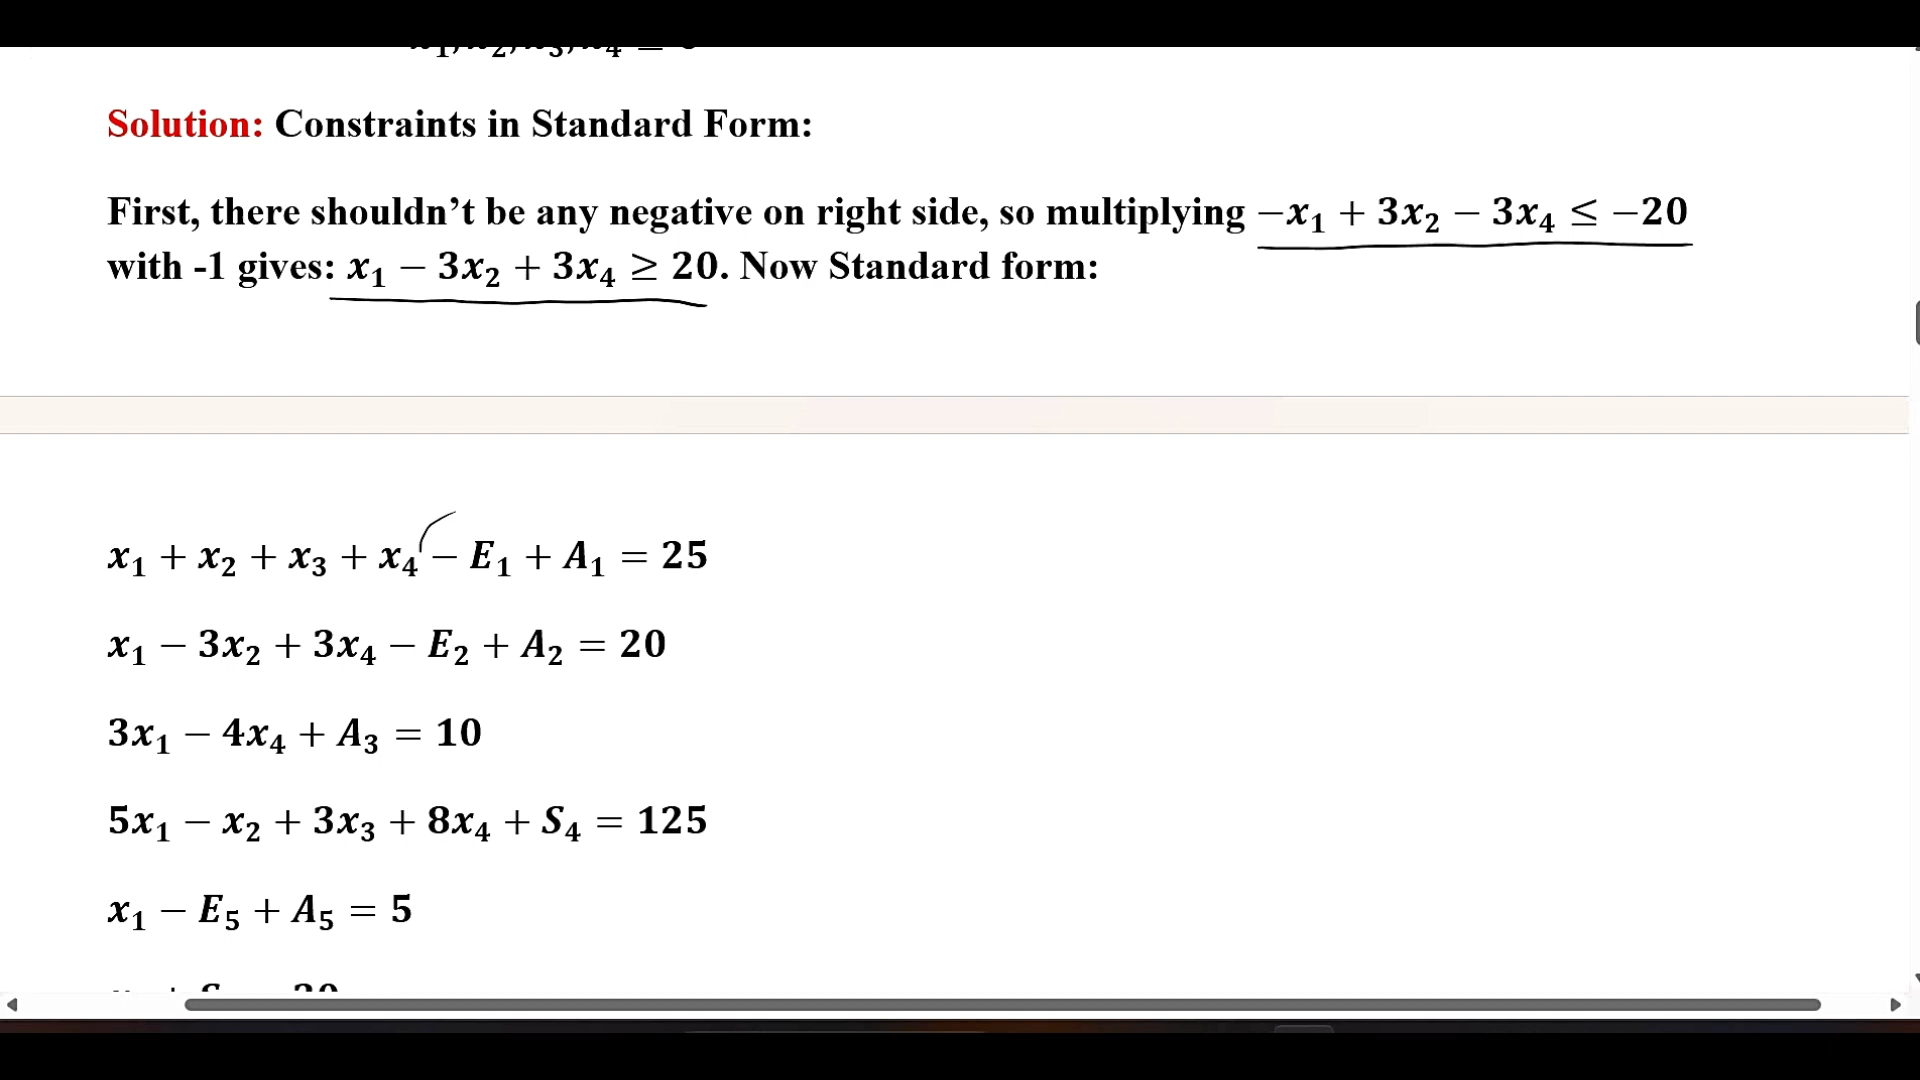 Solution: Constraints in Standard Form:
First, there shouldn’t be any negative on right side, so multiplying −x₁ + 3x₂ − 3x₄ ≤ −20
with -1 gives: x₁ − 3x₂ + 3x₄ ≥ 20. Now Standard form:
x₁ + x₂ + x₃ + x₄ − E₁ + A₁ = 25
x₁ − 3x₂ + 3x₄ − E₂ + A₂ = 20
3x₁ − 4x₄ + A₃ = 10
5x₁ − x₂ + 3x₃ + 8x₄ + S₄ = 125
x₁ − E₅ + A₅ = 5